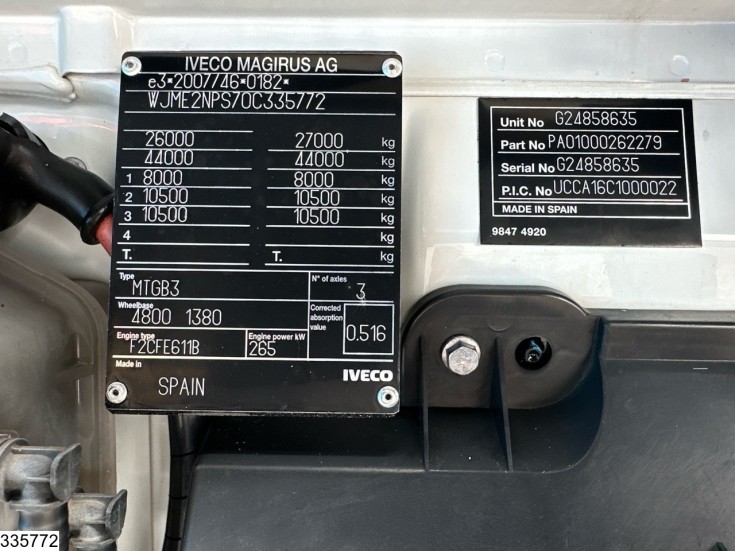 IVECO MAGIRUS AG
e3*2007/46*0182*
WJME2NPS70C335772
26000 27000 kg
44000 44000 kg
1 8000 8000 kg
2 10500 10500 kg
3 10500 10500 kg
4 kg
T. T. kg
Type MTGB3 N° of axles 3
Wheelbase 4800 1380 Corrected absorption value 0.516
Engine type F2CFE611B Engine power kW 265
Made in SPAIN IVECO
Unit No G24858635
Part No PA01000262279
Serial No G24858635
P.I.C. No UCCA16C1000022
MADE IN SPAIN
9847 4920
335772